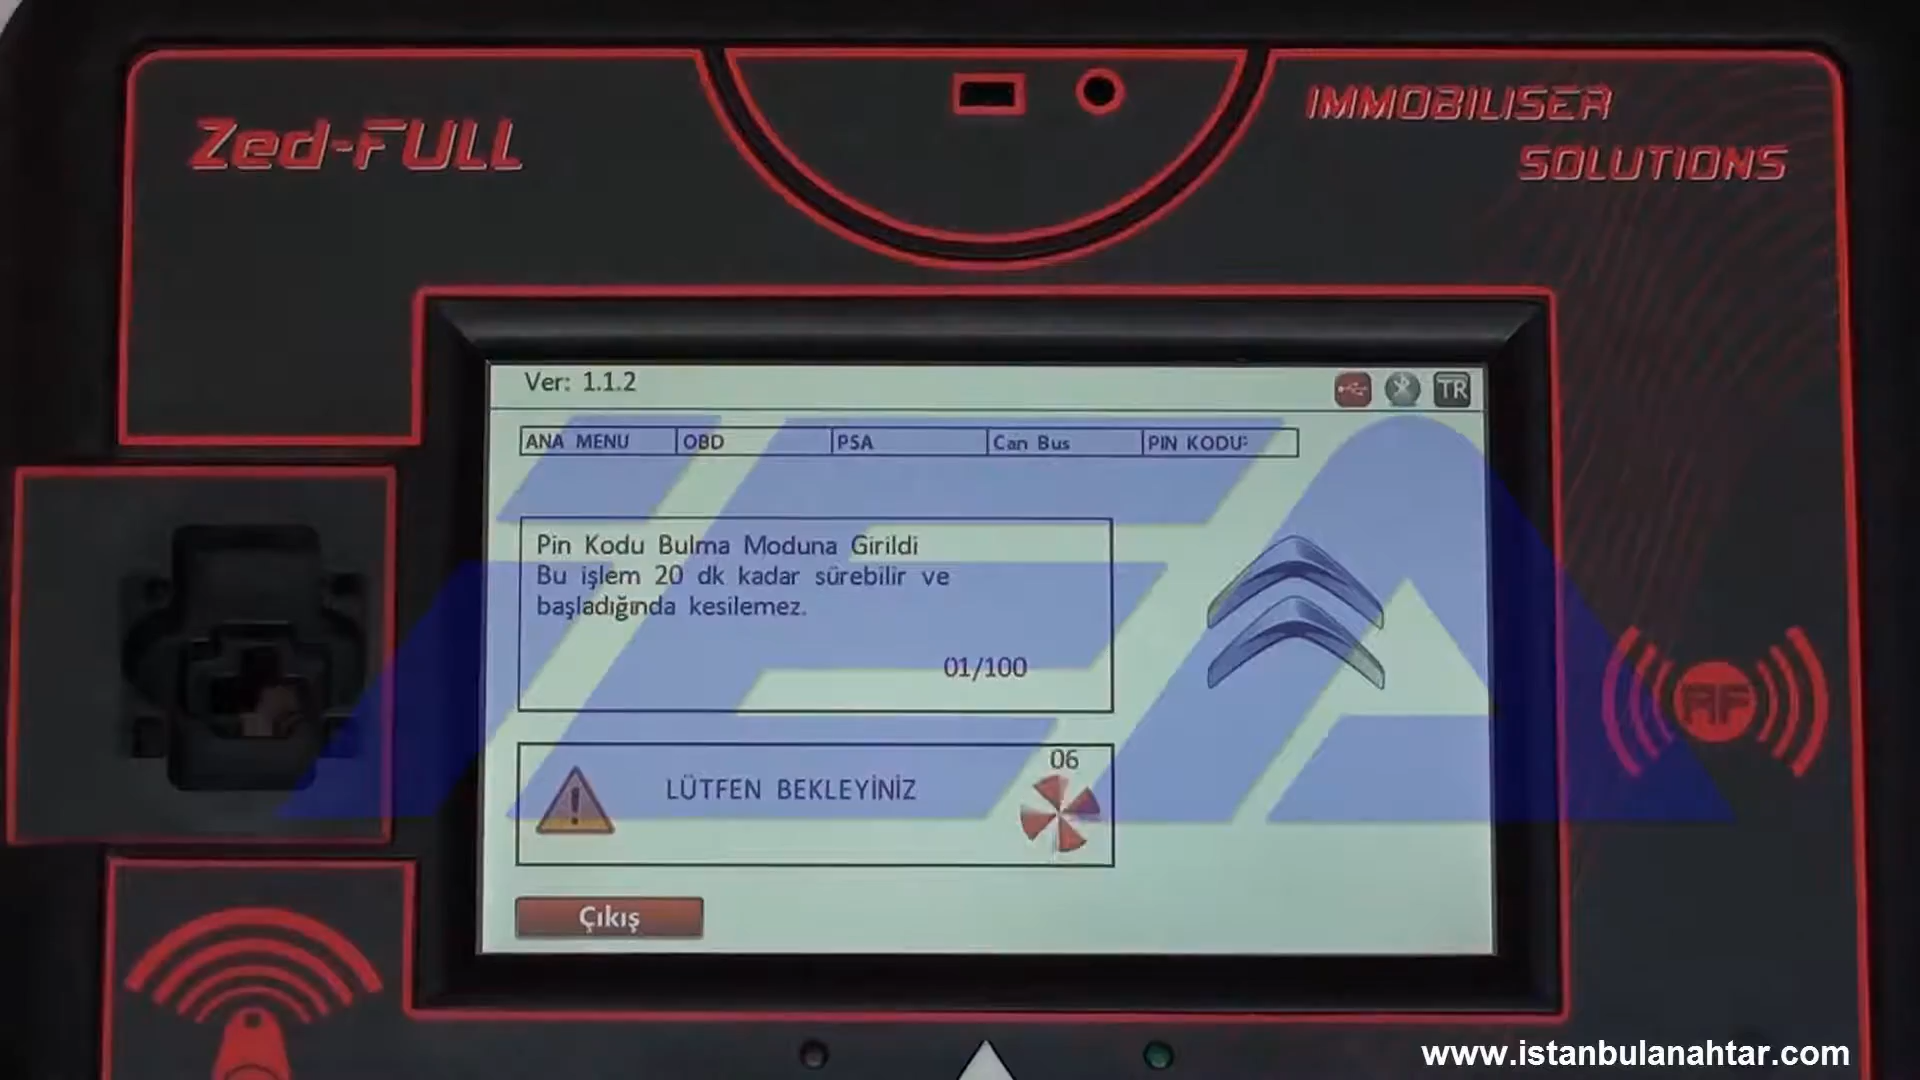 Zed-FULL
IMMOBILISER
SOLUTIONS
Ver: 1.1.2
TR
ANA MENU OBD PSA Can Bus PIN KODU
Pin Kodu Bulma Moduna Girildi
Bu işlem 20 dk kadar sürebilir ve
başladığında kesilemez.
01/100
06
LÜTFEN BEKLEYİNİZ
Çıkış
RF
IEA
www.istanbulanahtar.com